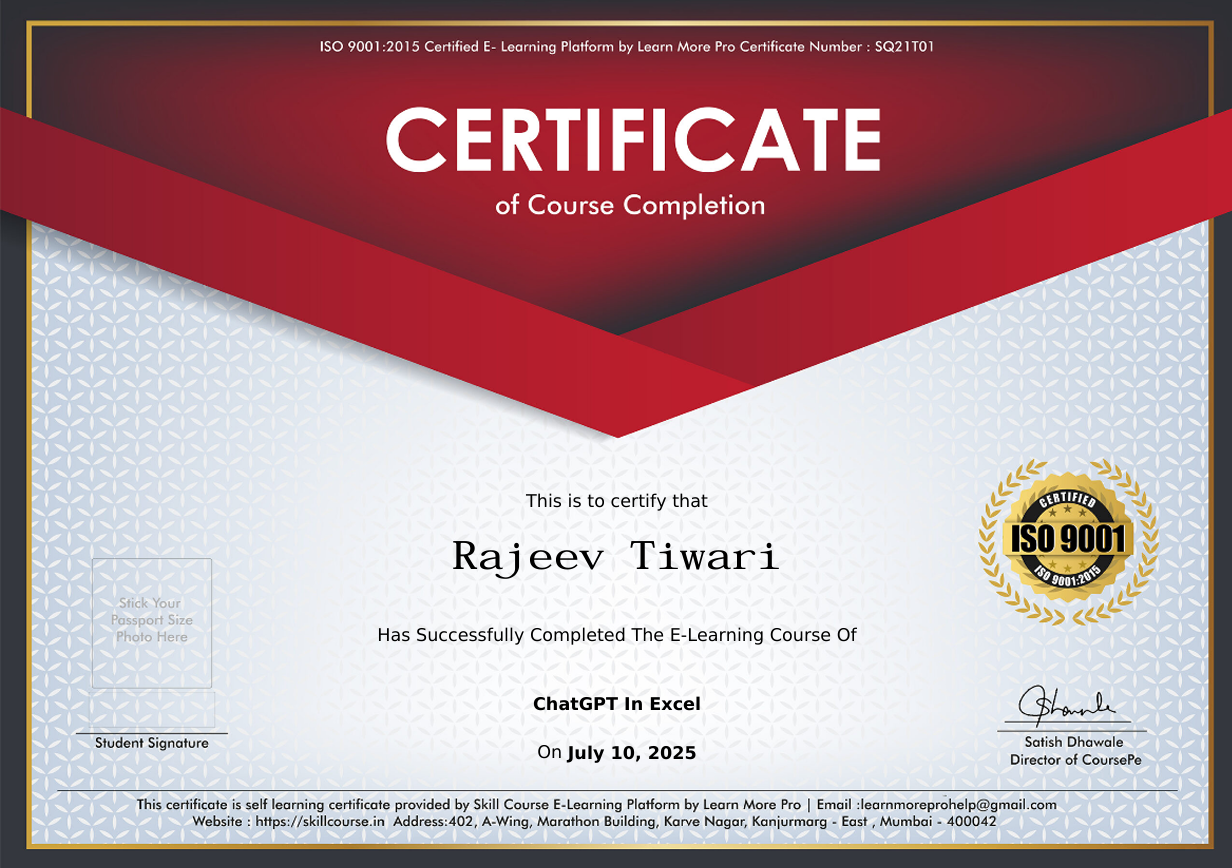 ISO 9001:2015 Certified E- Learning Platform by Learn More Pro Certificate Number : SQ21T01
CERTIFICATE
of Course Completion
This is to certify that
Rajeev Tiwari
CERTIFIED
ISO 9001
ISO 9001:2015
Stick Your
Passport Size
Photo Here
Has Successfully Completed The E-Learning Course Of
ChatGPT In Excel
On July 10, 2025
Student Signature
Satish Dhawale
Director of CoursePe
This certificate is self learning certificate provided by Skill Course E-Learning Platform by Learn More Pro | Email :learnmoreprohelp@gmail.com
Website : https://skillcourse.in Address:402, A-Wing, Marathon Building, Karve Nagar, Kanjurmarg - East , Mumbai - 400042